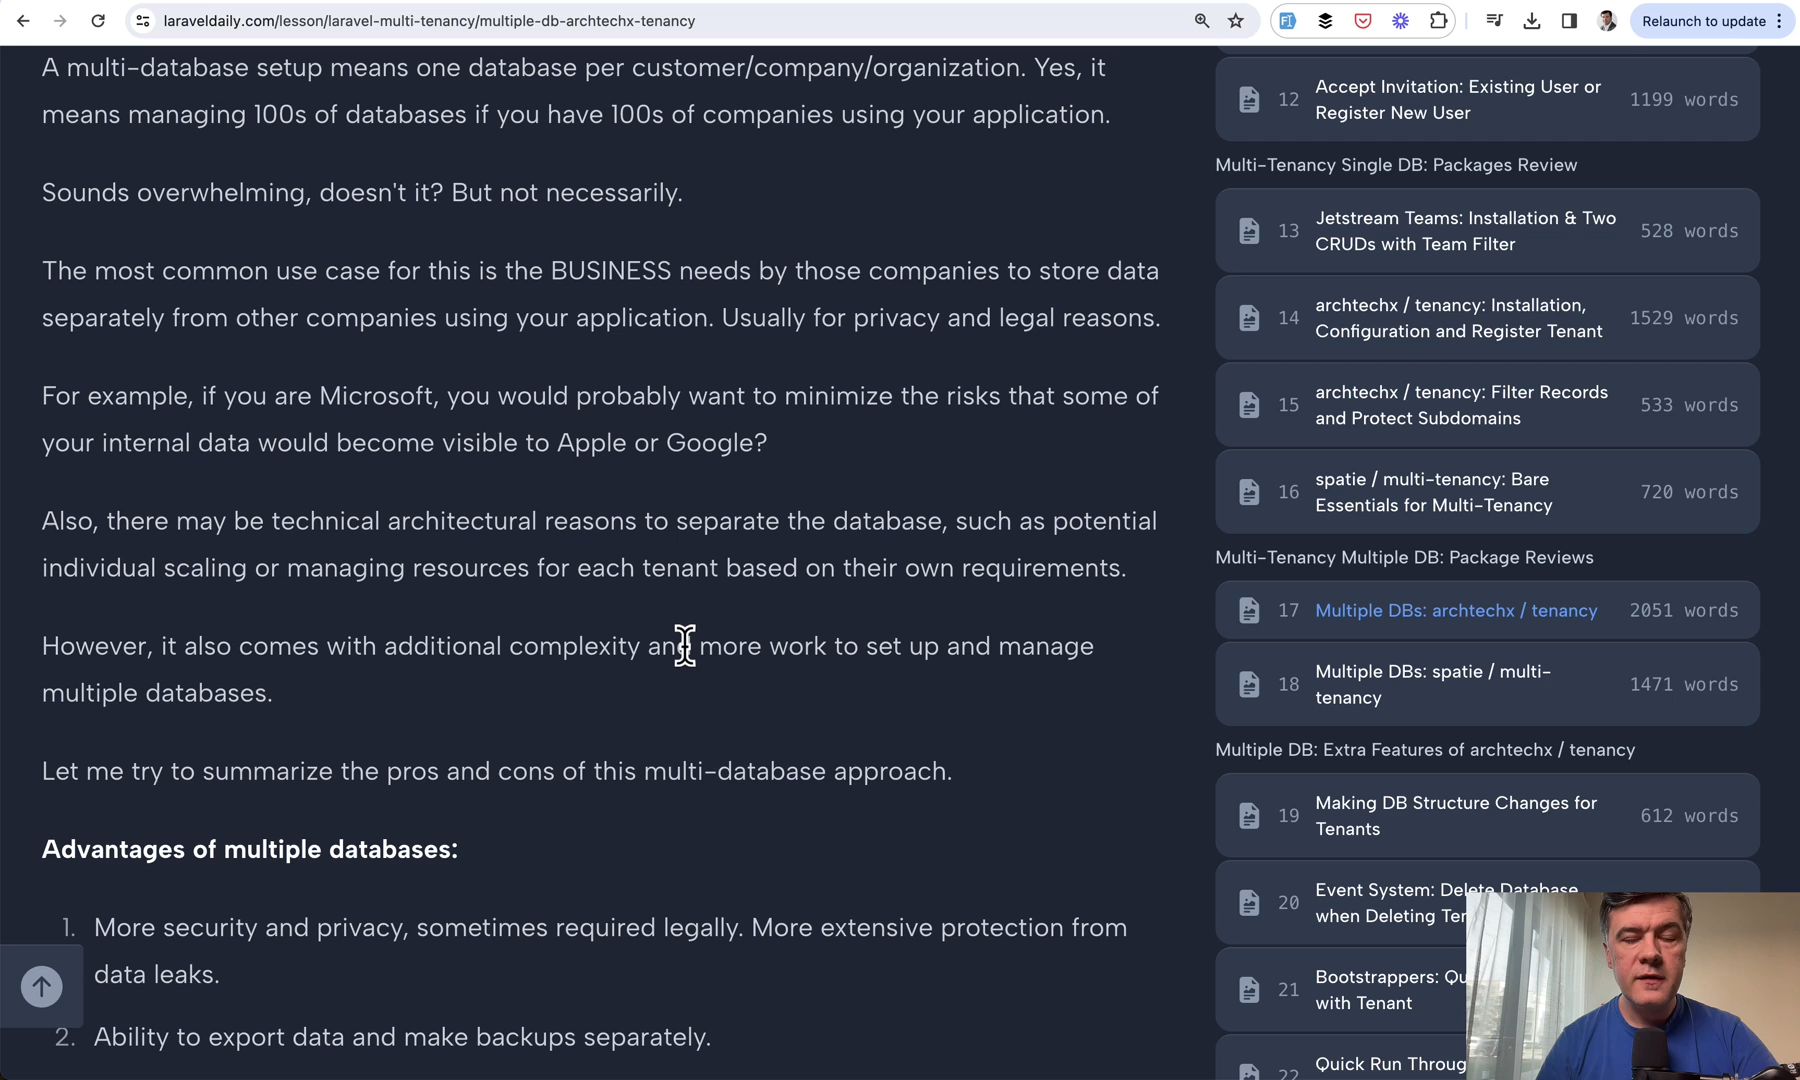 laraveldaily.com/lesson/laravel-multi-tenancy/multiple-db-archtechx-tenancy
Relaunch to update
A multi-database setup means one database per customer/company/organization. Yes, it
means managing 100s of databases if you have 100s of companies using your application.
Sounds overwhelming, doesn't it? But not necessarily.
The most common use case for this is the BUSINESS needs by those companies to store data
separately from other companies using your application. Usually for privacy and legal reasons.
For example, if you are Microsoft, you would probably want to minimize the risks that some of
your internal data would become visible to Apple or Google?
Also, there may be technical architectural reasons to separate the database, such as potential
individual scaling or managing resources for each tenant based on their own requirements.
However, it also comes with additional complexity and more work to set up and manage
multiple databases.
Let me try to summarize the pros and cons of this multi-database approach.
Advantages of multiple databases:
1. More security and privacy, sometimes required legally. More extensive protection from
data leaks.
2. Ability to export data and make backups separately.
12 Accept Invitation: Existing User or 1199 words
Register New User
Multi-Tenancy Single DB: Packages Review
13 Jetstream Teams: Installation & Two 528 words
CRUDs with Team Filter
14 archtechx / tenancy: Installation, 1529 words
Configuration and Register Tenant
15 archtechx / tenancy: Filter Records 533 words
and Protect Subdomains
16 spatie / multi-tenancy: Bare 720 words
Essentials for Multi-Tenancy
Multi-Tenancy Multiple DB: Package Reviews
17 Multiple DBs: archtechx / tenancy 2051 words
18 Multiple DBs: spatie / multi- 1471 words
tenancy
Multiple DB: Extra Features of archtechx / tenancy
19 Making DB Structure Changes for 612 words
Tenants
20 Event System: Delete Database
when Deleting Ten
21 Bootstrappers: Qu
with Tenant
22 Quick Run Throug